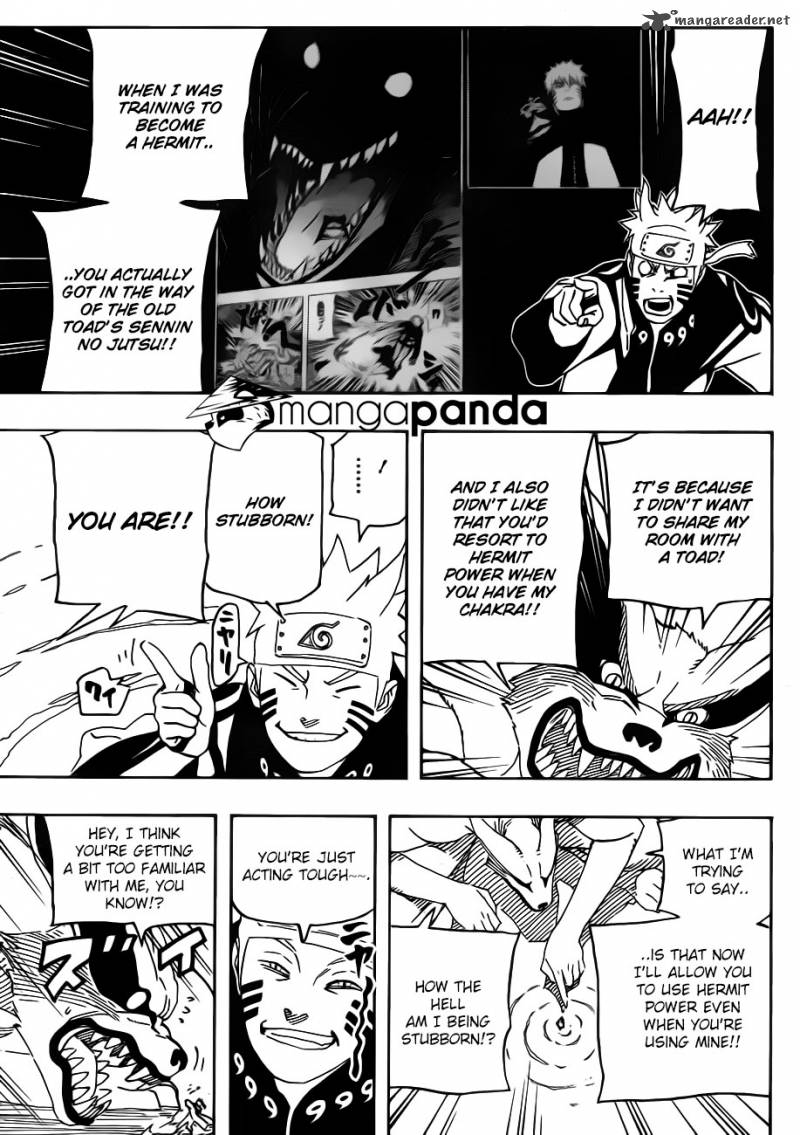 mangareader.net
AAH!!
WHEN I WAS
TRAINING TO
BECOME
A HERMIT..
..YOU ACTUALLY
GOT IN THE WAY
OF THE OLD
TOAD'S SENNIN
NO JUTSU!!
mangapanda
IT'S BECAUSE
I DIDN'T WANT
TO SHARE MY
ROOM WITH
A TOAD!
AND I ALSO
DIDN'T LIKE
THAT YOU'D
RESORT TO
HERMIT
POWER WHEN
YOU HAVE MY
CHAKRA!!
......!
HOW
STUBBORN!
YOU ARE!!
ニャリ
クイ
WHAT I'M
TRYING
TO SAY..
..IS THAT NOW
I'LL ALLOW YOU
TO USE HERMIT
POWER EVEN
WHEN YOU'RE
USING MINE!!
HOW THE
HELL
AM I BEING
STUBBORN!?
YOU'RE JUST
ACTING TOUGH~~.
HEY, I THINK
YOU'RE GETTING
A BIT TOO FAMILIAR
WITH ME, YOU
KNOW!?